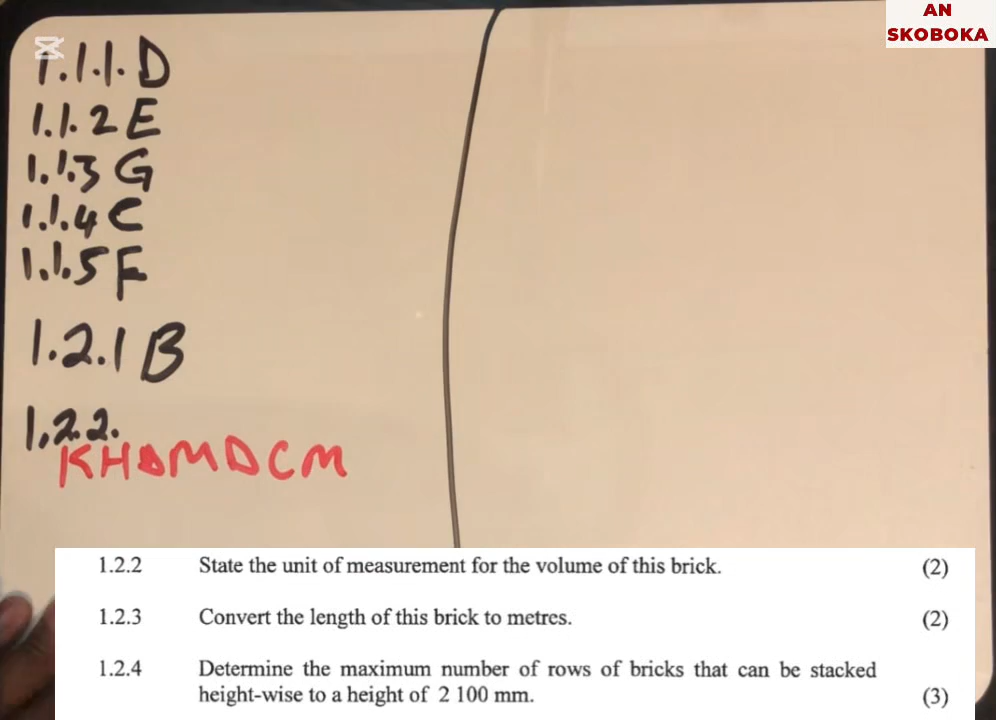 AN
SKOBOKA
1.1.1. D
1.1.2 E
1.1.3 G
1.1.4 C
1.1.5 F
1.2.1 B
1.2.2.
KHDMDCM
1.2.2 State the unit of measurement for the volume of this brick. (2)
1.2.3 Convert the length of this brick to metres. (2)
1.2.4 Determine the maximum number of rows of bricks that can be stacked
height-wise to a height of 2 100 mm. (3)